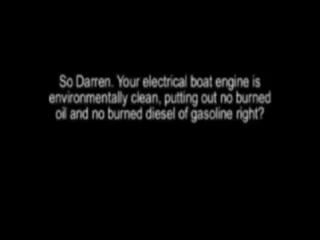 So Darren. Your electrical boat engine is
environmentally clean, putting out no burned
oil and no burned diesel of gasoline right?